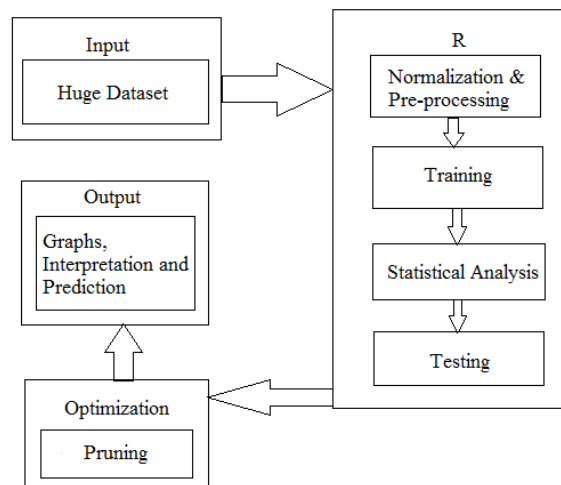 Input
Huge Dataset
R
Normalization &
Pre-processing
Training
Statistical Analysis
Testing
Optimization
Pruning
Output
Graphs,
Interpretation and
Prediction